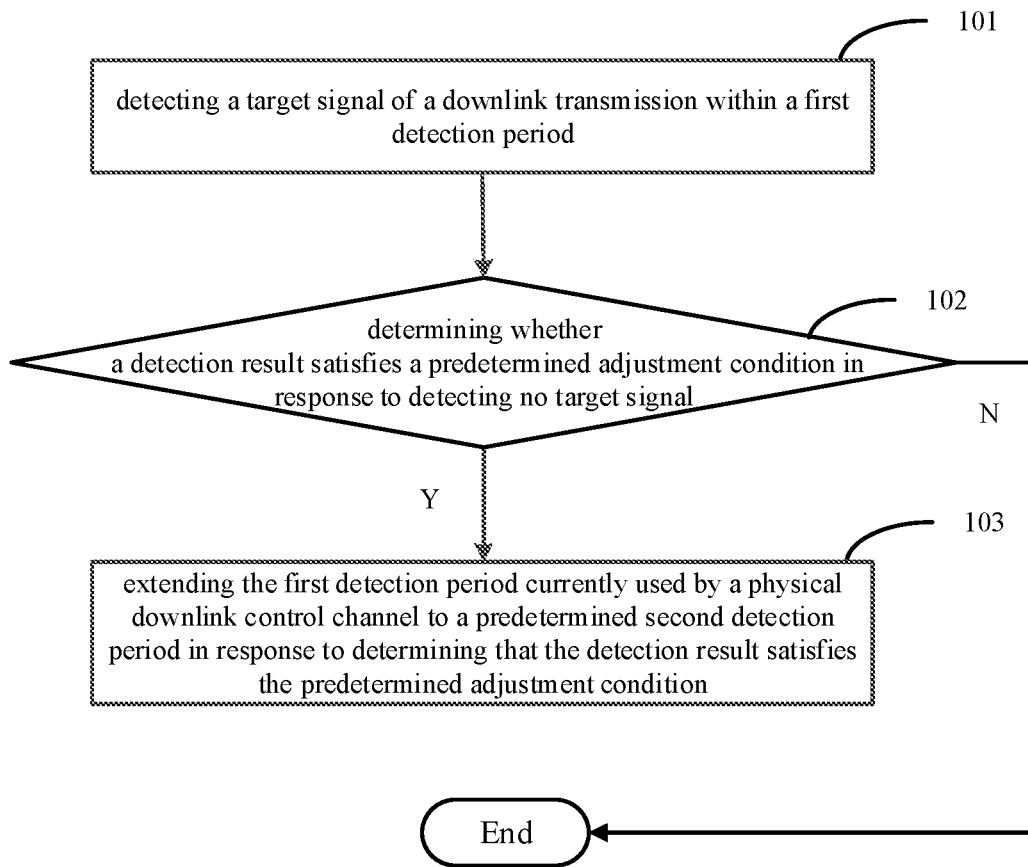 101
detecting a target signal of a downlink transmission within a first
detection period
102
determining whether
a detection result satisfies a predetermined adjustment condition in
response to detecting no target signal
N
Y
103
extending the first detection period currently used by a physical
downlink control channel to a predetermined second detection
period in response to determining that the detection result satisfies
the predetermined adjustment condition
End